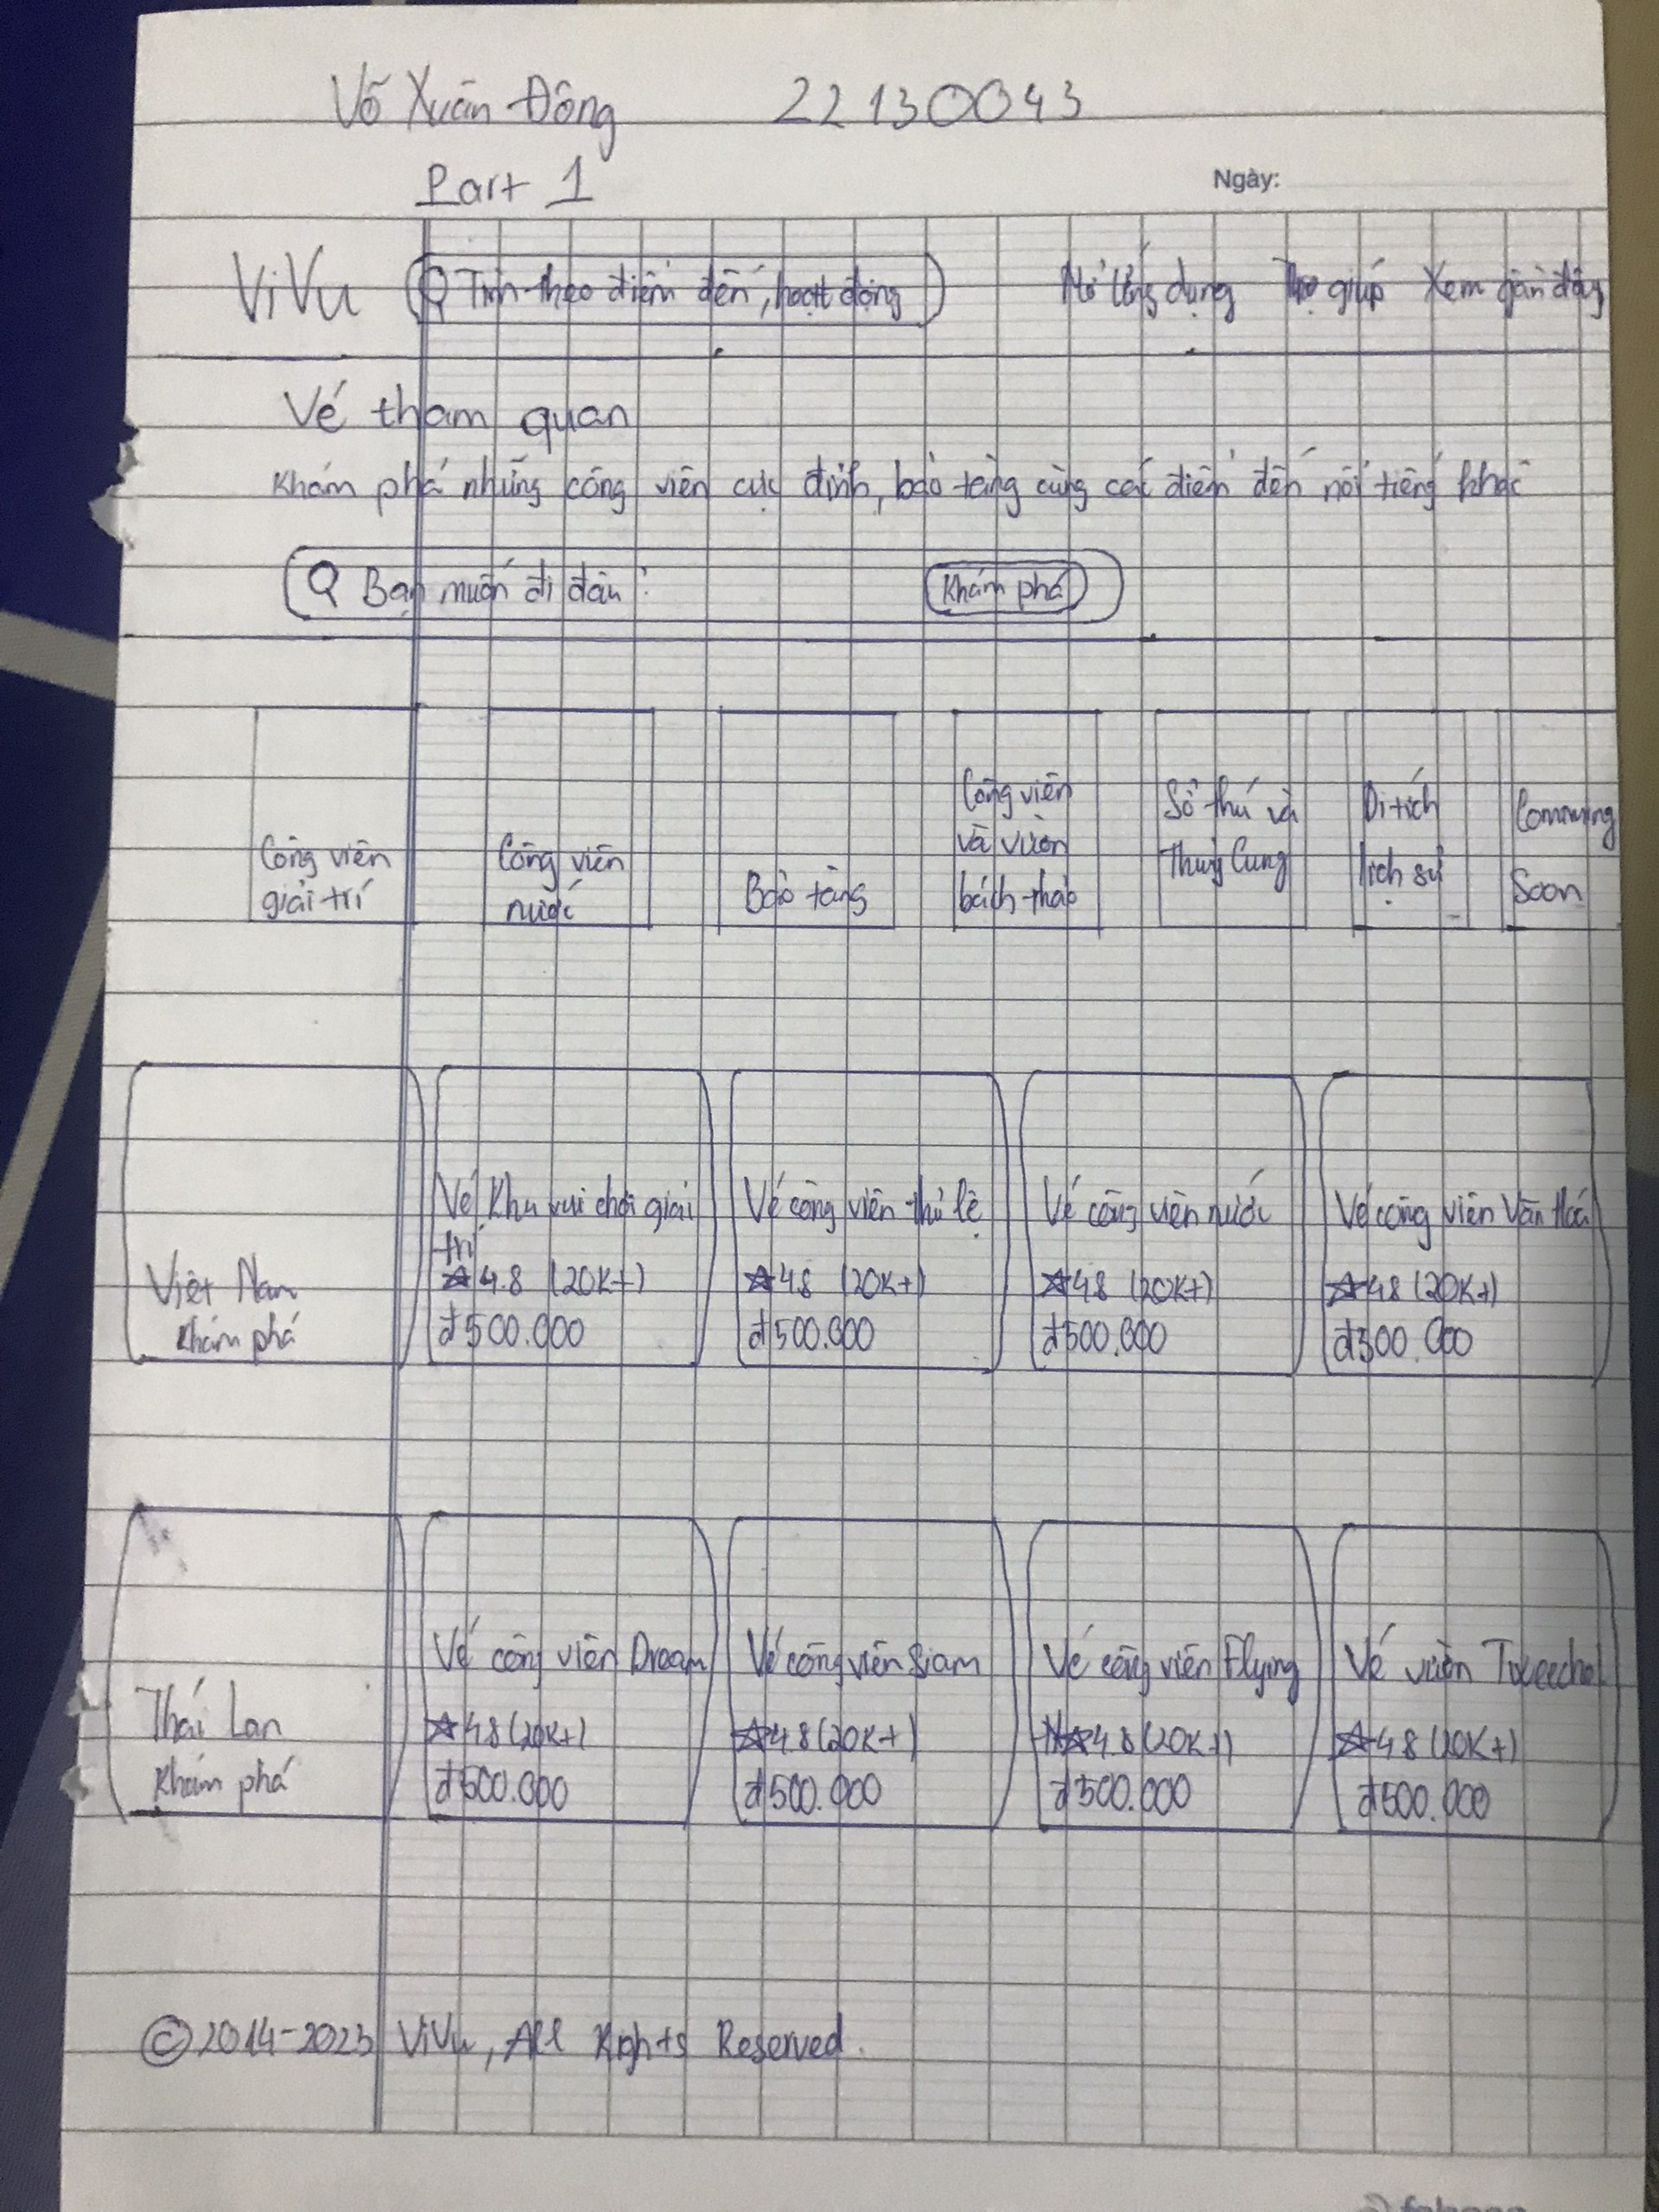 Võ Xuân Đông 22130043
Part 1
Ngày:
ViVu Tìm theo điểm đến, hoạt động Mở ứng dụng Trợ giúp Xem gần đây
Vé tham quan
Khám phá những công viên cực đỉnh, bảo tàng cùng các điểm đến nổi tiếng khác
Bạn muốn đi đâu? Khám phá
Công viên giải trí
Công viên nước
Bảo tàng
Công viên và vườn bách thảo
Sở thú và Thuỷ Cung
Di tích lịch sử
Comming Soon
Việt Nam
Khám phá
Vé Khu vui chơi giải trí
☆4.8 (20K+)
đ500.000
Vé công viên thủ lệ
☆4.8 (20K+)
đ500.000
Vé công viên nước
☆4.8 (20K+)
đ500.000
Vé công viên Văn Hoá
☆4.8 (20K+)
đ500.000
Thái Lan
Khám phá
Vé công viên Dream
☆4.8 (20K+)
đ500.000
Vé công viên Siam
☆4.8 (20K+)
đ500.000
Vé công viên Flying
☆4.8 (20K+)
đ500.000
Vé vườn
☆4.8 (20K+)
đ500.000
©2014-2023 ViVu, All Rights Reserved.